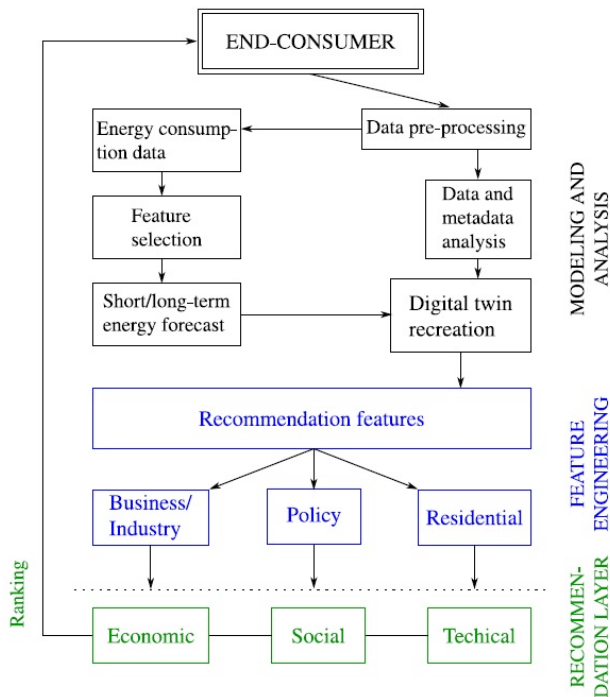 END-CONSUMER
Energy consump-
tion data
Data pre-processing
Feature
selection
Data and
metadata
analysis
Short/long-term
energy forecast
Digital twin
recreation
MODELING AND
ANALYSIS
Recommendation features
Business/
Industry
Policy
Residential
FEATURE
ENGINEERING
Ranking
Economic
Social
Techical
RECOMMEN-
DATION LAYER